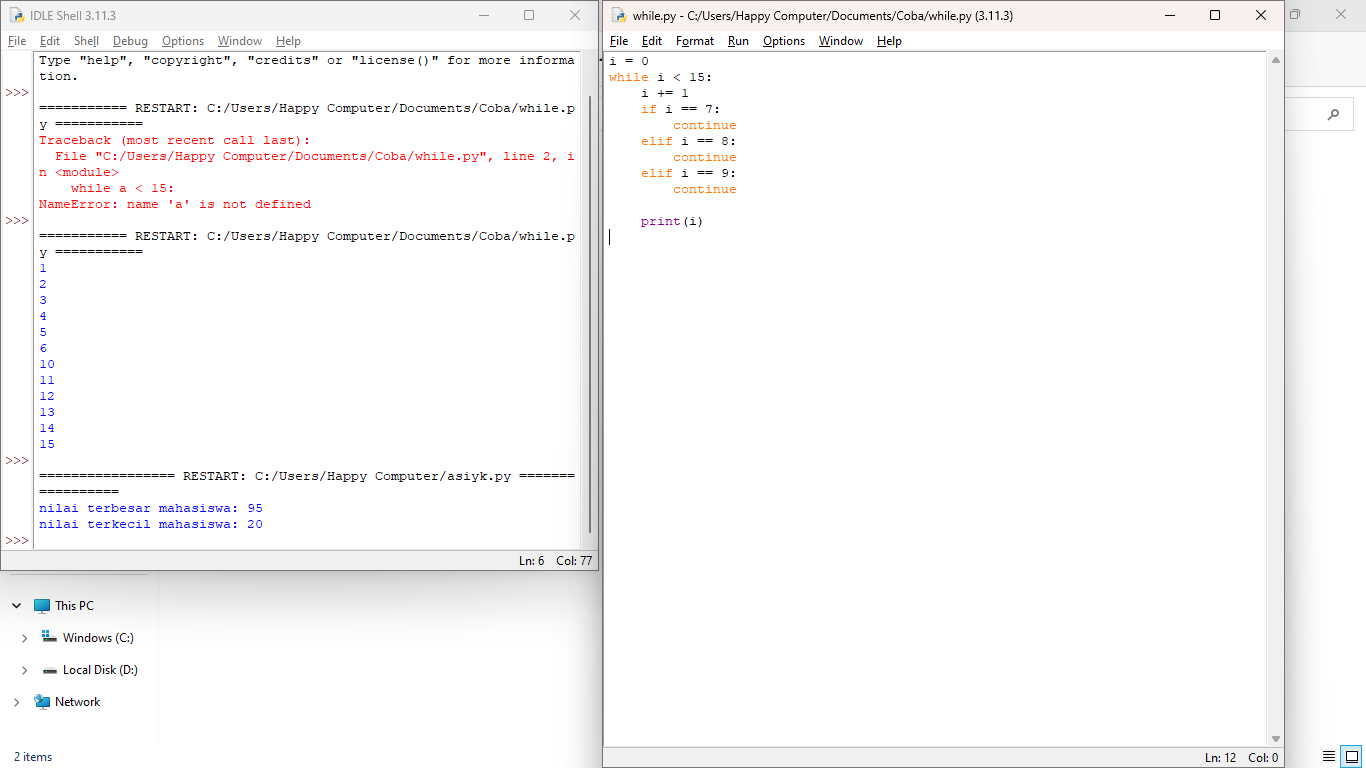 IDLE Shell 3.11.3
File Edit Shell Debug Options Window Help
Type "help", "copyright", "credits" or "license()" for more informa
tion.
>>>
=========== RESTART: C:/Users/Happy Computer/Documents/Coba/while.p
y ===========
Traceback (most recent call last):
  File "C:/Users/Happy Computer/Documents/Coba/while.py", line 2, i
n <module>
    while a < 15:
NameError: name 'a' is not defined
>>>
=========== RESTART: C:/Users/Happy Computer/Documents/Coba/while.p
y ===========
1
2
3
4
5
6
10
11
12
13
14
15
>>>
================= RESTART: C:/Users/Happy Computer/asiyk.py =======
==========
nilai terbesar mahasiswa: 95
nilai terkecil mahasiswa: 20
>>>
Ln: 6 Col: 77
while.py - C:/Users/Happy Computer/Documents/Coba/while.py (3.11.3)
File Edit Format Run Options Window Help
i = 0
while i < 15:
    i += 1
    if i == 7:
        continue
    elif i == 8:
        continue
    elif i == 9:
        continue

    print(i)
Ln: 12 Col: 0
This PC
Windows (C:)
Local Disk (D:)
Network
2 items